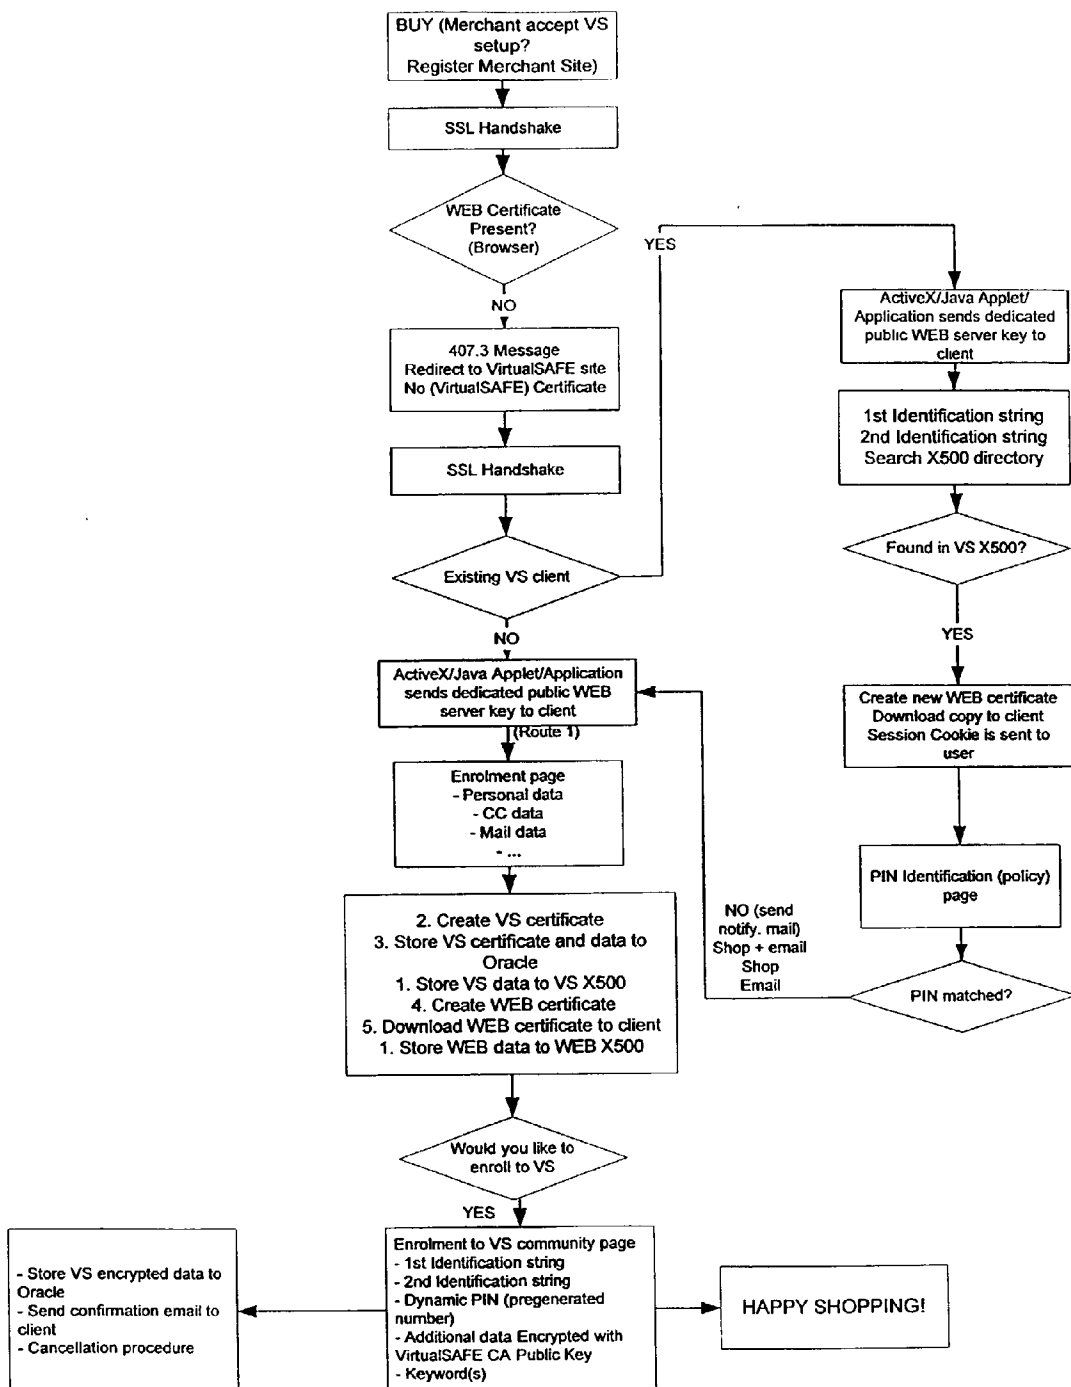 BUY (Merchant accept VS
setup?
Register Merchant Site)
SSL Handshake
WEB Certificate
Present?
(Browser)
YES
NO
407.3 Message
Redirect to VirtualSAFE site
No (VirtualSAFE) Certificate
SSL Handshake
Existing VS client
NO
ActiveX/Java Applet/Application
sends dedicated public WEB
server key to client
(Route 1)
Enrolment page
- Personal data
- CC data
- Mail data
- ...
2. Create VS certificate
3. Store VS certificate and data to
Oracle
1. Store VS data to VS X500
4. Create WEB certificate
5. Download WEB certificate to client
1. Store WEB data to WEB X500
Would you like to
enroll to VS
YES
Enrolment to VS community page
- 1st Identification string
- 2nd Identification string
- Dynamic PIN (pregenerated
number)
- Additional data Encrypted with
VirtualSAFE CA Public Key
- Keyword(s)
- Store VS encrypted data to
Oracle
- Send confirmation email to
client
- Cancellation procedure
HAPPY SHOPPING!
ActiveX/Java Applet/
Application sends dedicated
public WEB server key to
client
1st Identification string
2nd Identification string
Search X500 directory
Found in VS X500?
YES
Create new WEB certificate
Download copy to client
Session Cookie is sent to
user
PIN Identification (policy)
page
PIN matched?
NO (send
notify. mail)
Shop + email
Shop
Email